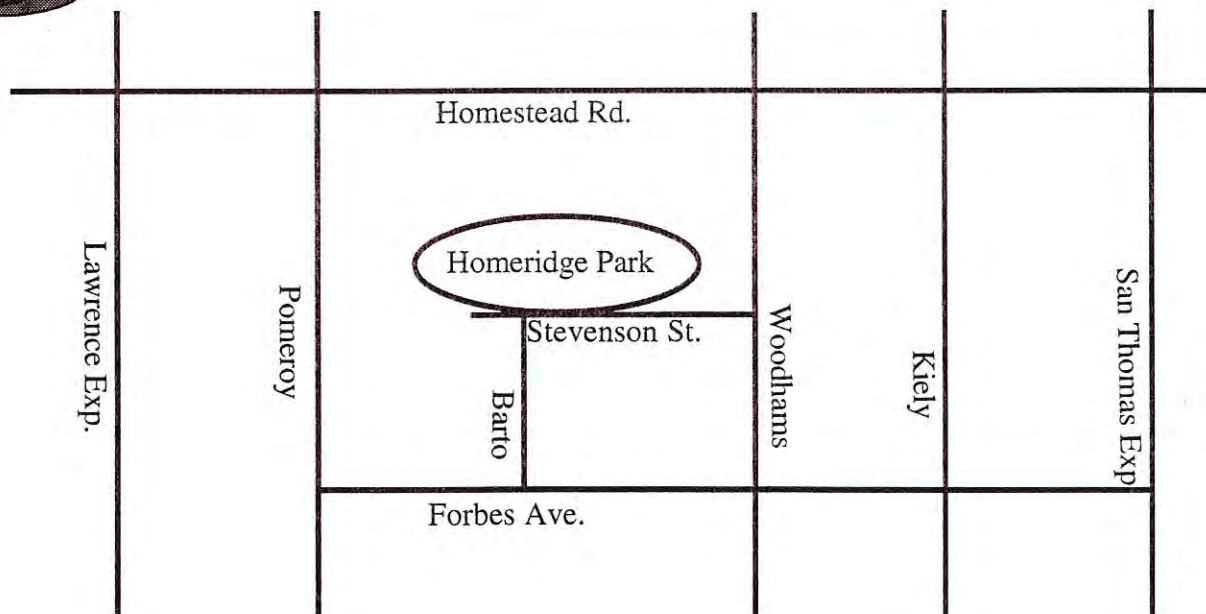 Homestead Rd.
Homeridge Park
Stevenson St.
Lawrence Exp.
Pomeroy
Barto
Woodhams
Kiely
San Thomas Exp
Forbes Ave.